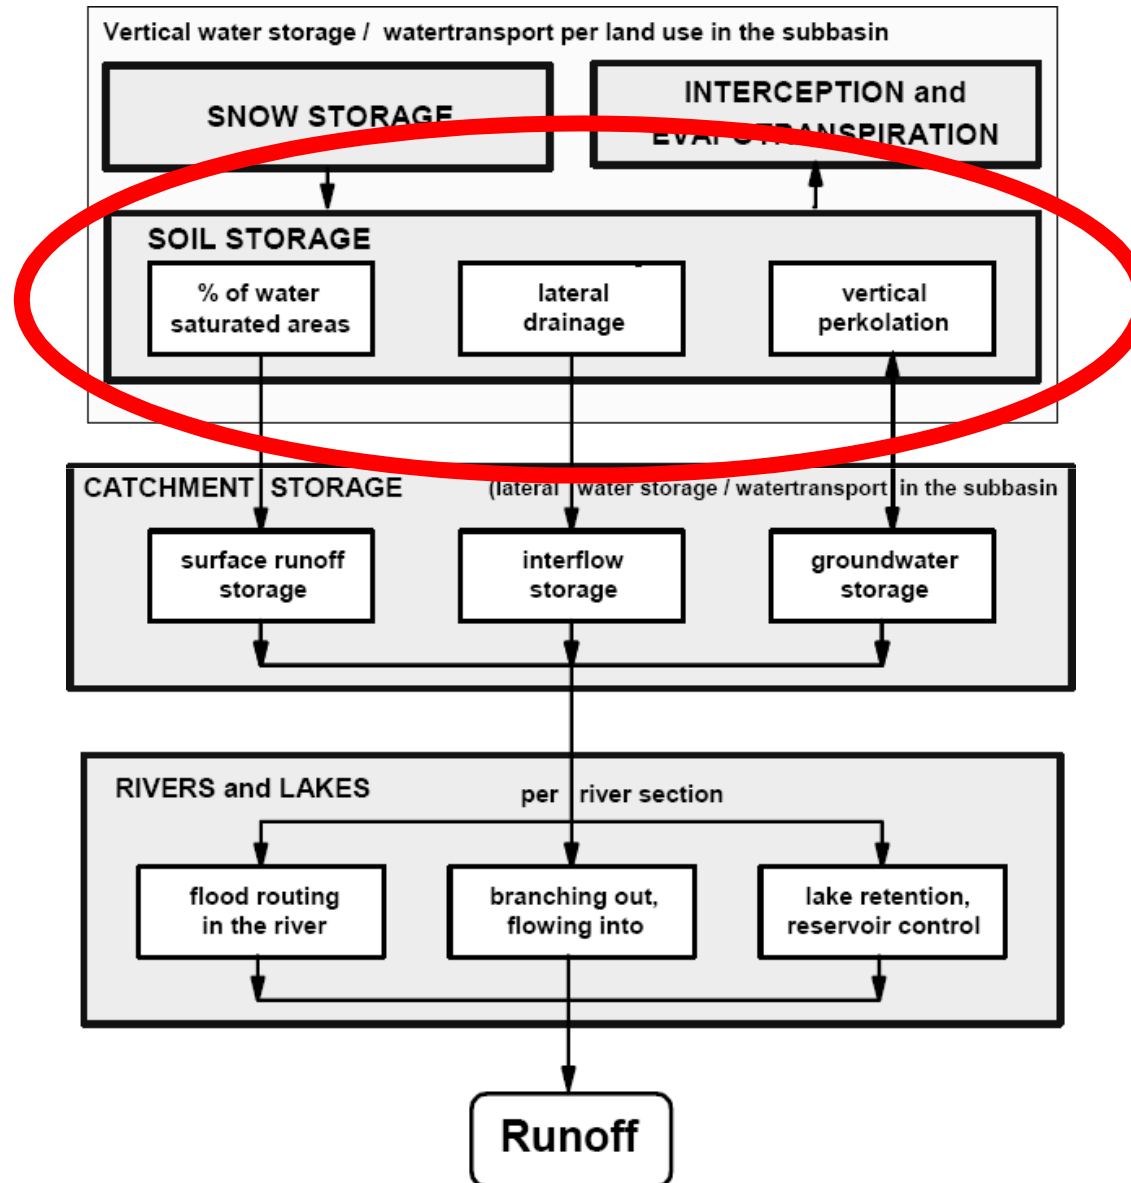 Vertical water storage / watertransport per land use in the subbasin
SNOW STORAGE
INTERCEPTION and
EVAPOTRANSPIRATION
SOIL STORAGE
% of water
saturated areas
lateral
drainage
vertical
perkolation
CATCHMENT STORAGE (lateral water storage / watertransport in the subbasin
surface runoff
storage
interflow
storage
groundwater
storage
RIVERS and LAKES
per river section
flood routing
in the river
branching out,
flowing into
lake retention,
reservoir control
Runoff